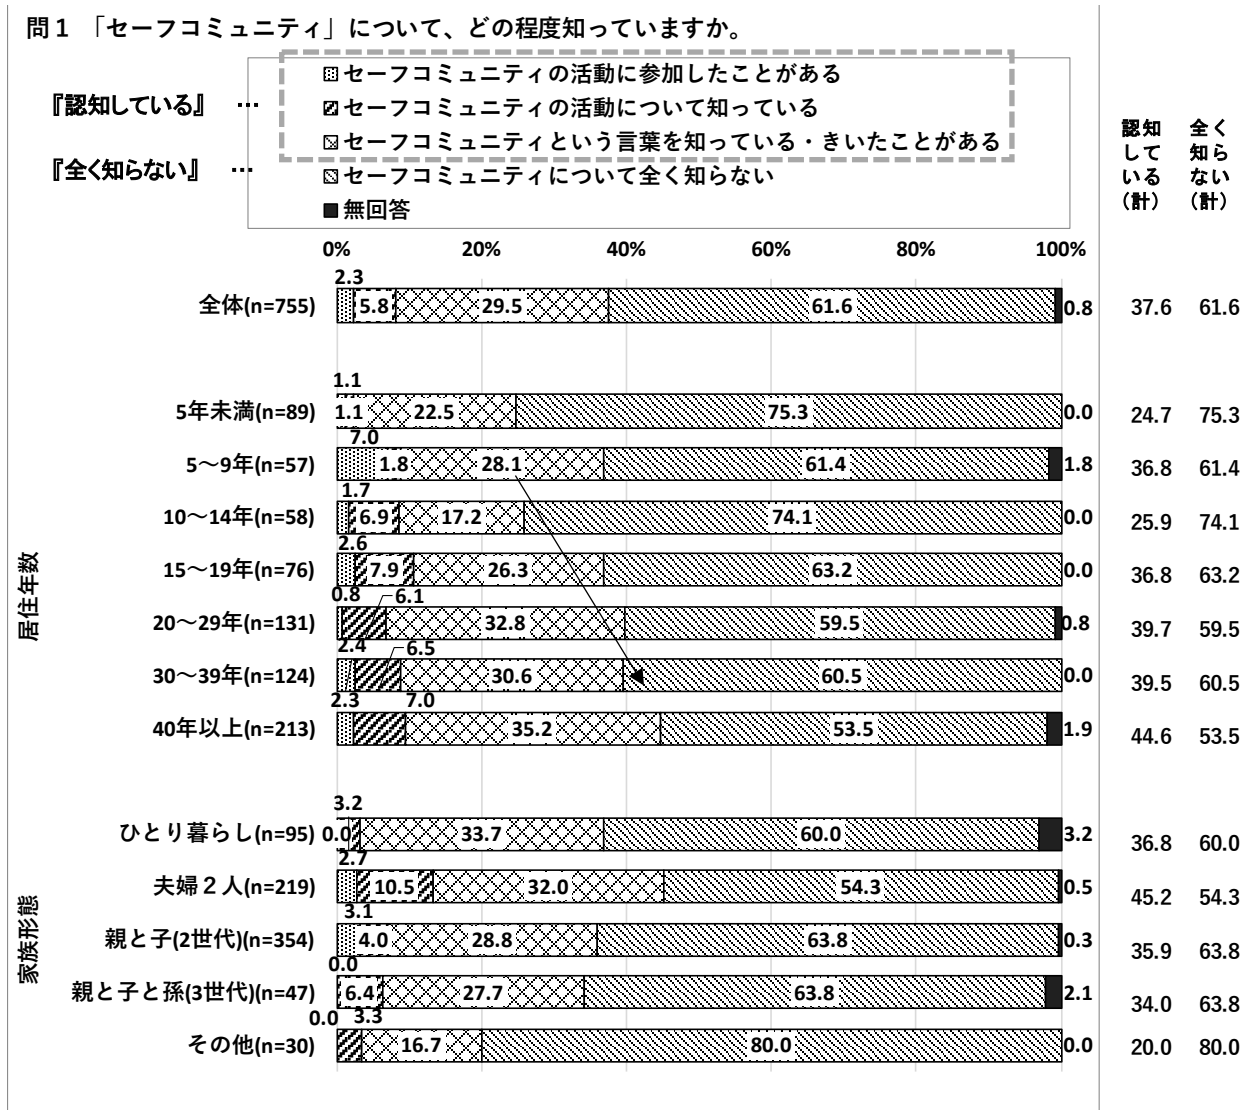 問1 「セーフコミュニティ」について、どの程度知っていますか。
セーフコミュニティの活動に参加したことがある
『認知している』 …
セーフコミュニティの活動について知っている
セーフコミュニティという言葉を知っている・きいたことがある
『全く知らない』 …
セーフコミュニティについて全く知らない
無回答
認知している(計)
全く知らない(計)
0% 20% 40% 60% 80% 100%
2.3
全体(n=755) 5.8 29.5 61.6 0.8 37.6 61.6
居住年数
1.1
5年未満(n=89) 1.1 22.5 75.3 0.0 24.7 75.3
7.0
5～9年(n=57) 1.8 28.1 61.4 1.8 36.8 61.4
1.7
10～14年(n=58) 6.9 17.2 74.1 0.0 25.9 74.1
2.6
15～19年(n=76) 7.9 26.3 63.2 0.0 36.8 63.2
0.8 6.1
20～29年(n=131) 32.8 59.5 0.8 39.7 59.5
2.4 6.5
30～39年(n=124) 30.6 60.5 0.0 39.5 60.5
2.3 7.0
40年以上(n=213) 35.2 53.5 1.9 44.6 53.5
家族形態
3.2
ひとり暮らし(n=95) 0.0 33.7 60.0 3.2 36.8 60.0
2.7
夫婦２人(n=219) 10.5 32.0 54.3 0.5 45.2 54.3
3.1
親と子(2世代)(n=354) 4.0 28.8 63.8 0.3 35.9 63.8
0.0
親と子と孫(3世代)(n=47) 6.4 27.7 63.8 2.1 34.0 63.8
0.0 3.3
その他(n=30) 16.7 80.0 0.0 20.0 80.0